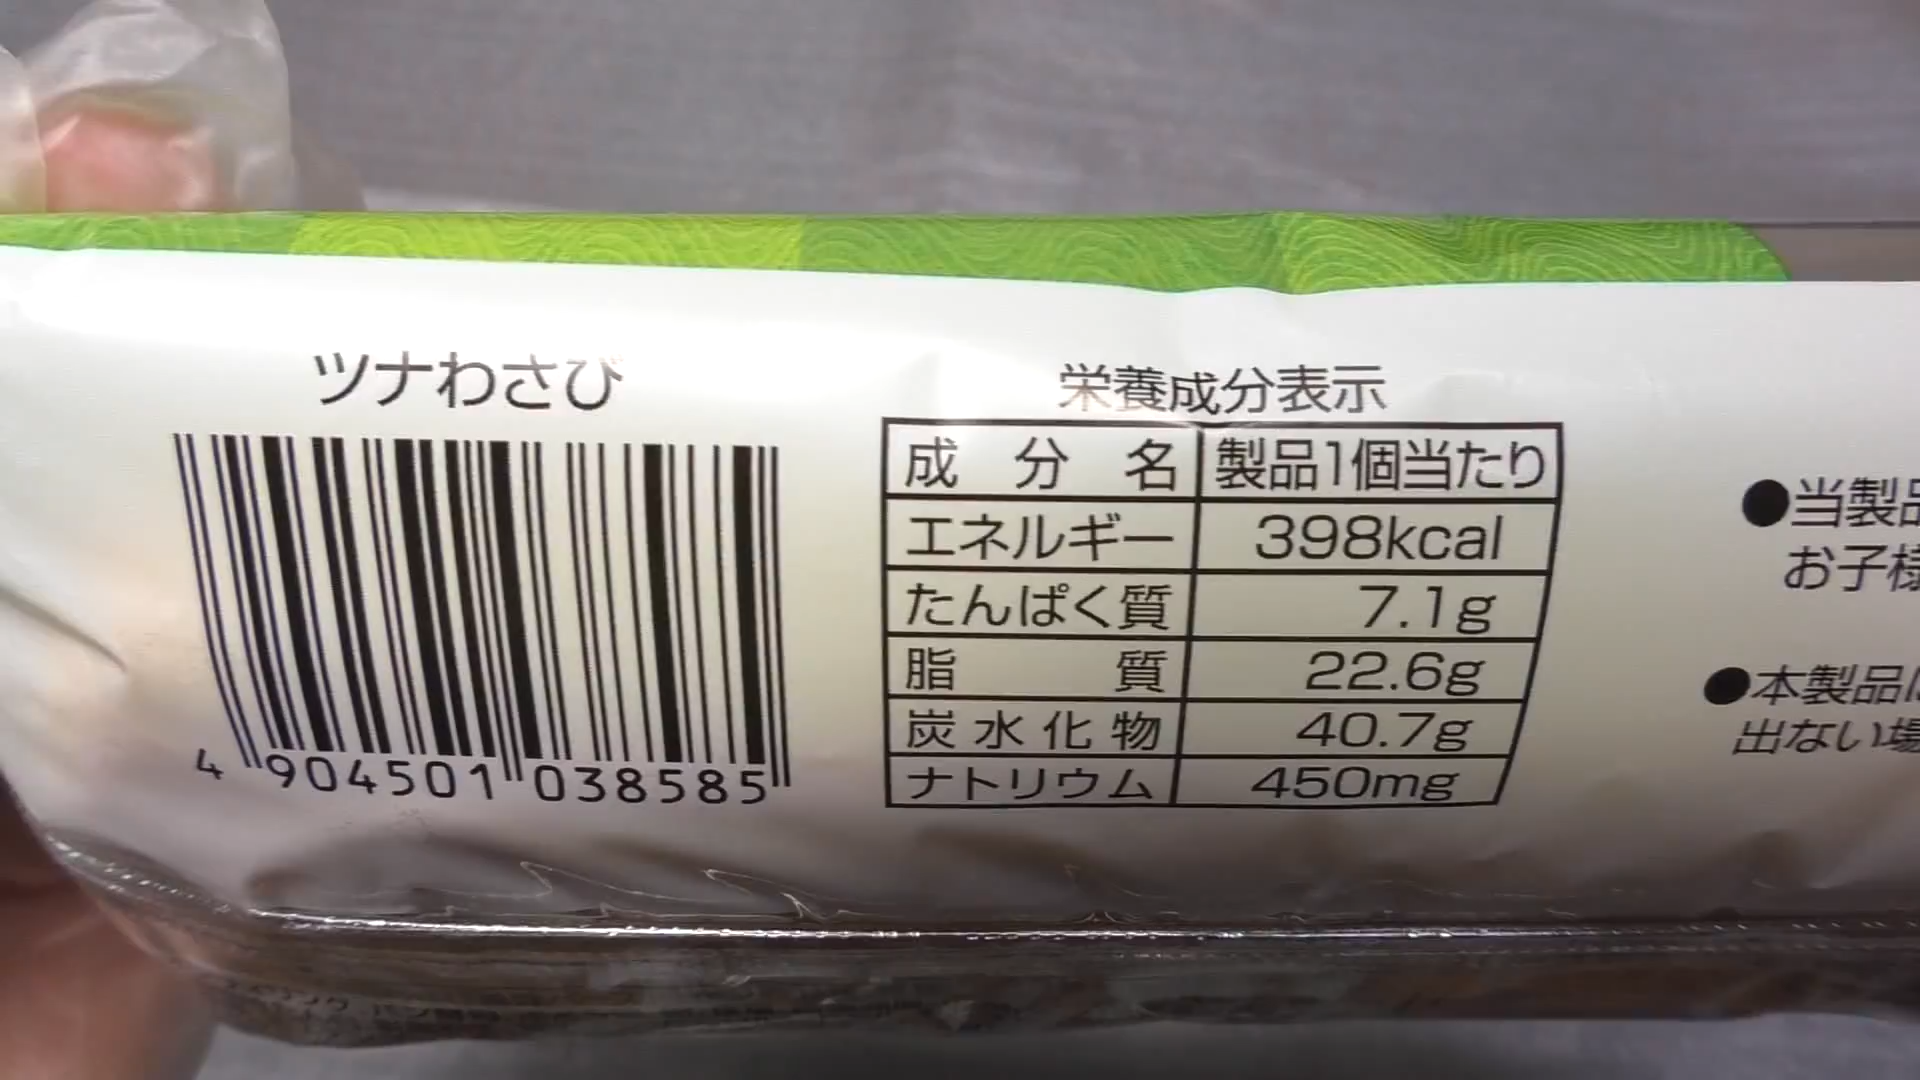 ツナわさび
4 904501 038585
栄養成分表示
成分名 製品1個当たり
エネルギー 398kcal
たんぱく質 7.1g
脂質 22.6g
炭水化物 40.7g
ナトリウム 450mg
●当製品
お子様
●本製品は
出ない場